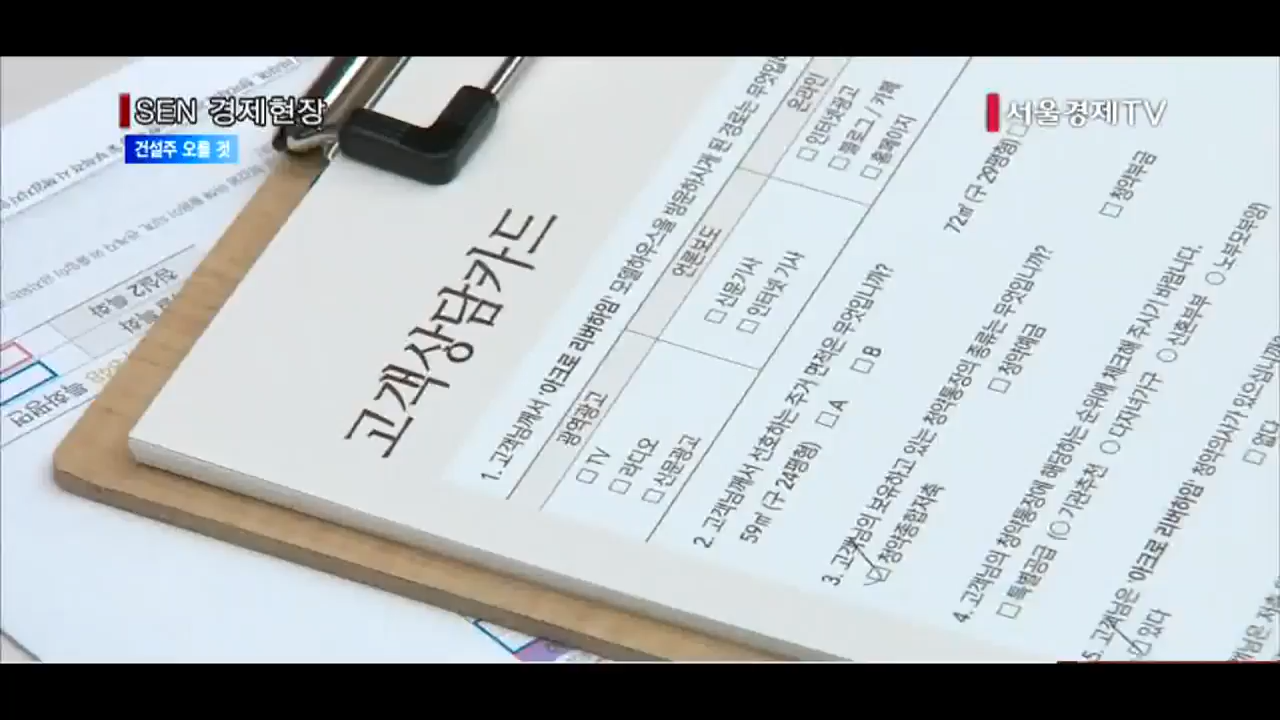 SEN 경제현장
건설주 오를 것
서울경제TV
고객상담카드
1. 고객님께서 '아크로 리버하임' 모델하우스을 방문하시게 된 경로는 무엇입니
광역광고
언론보도
온라인
□ TV
□ 라디오
□ 신문광고
□ 신문기사
□ 인터넷 기사
□ 인터넷광고
□ 블로그 / 카페
□ 홈페이지
2. 고객님께서 선호하는 주거 면적은 무엇입니까?
59㎡ (구 24평형) □ A □ B
72㎡ (구 29평형) □
3. 고객님의 보유하고 있는 청약통장의 종류는 무엇입니까?
☑ 청약종합저축 □ 청약예금 □ 청약부금
4. 고객님의 청약통장에 해당하는 순위에 체크해 주시기 바랍니다.
□ 특별공급 (○ 기관추천 ○ 다자녀가구 ○ 신혼부부 ○ 노부모부양)
5. 고객님은 '아크로 리버하임' 청약의사가 있으십니까?
☑ 있다 □ 없다